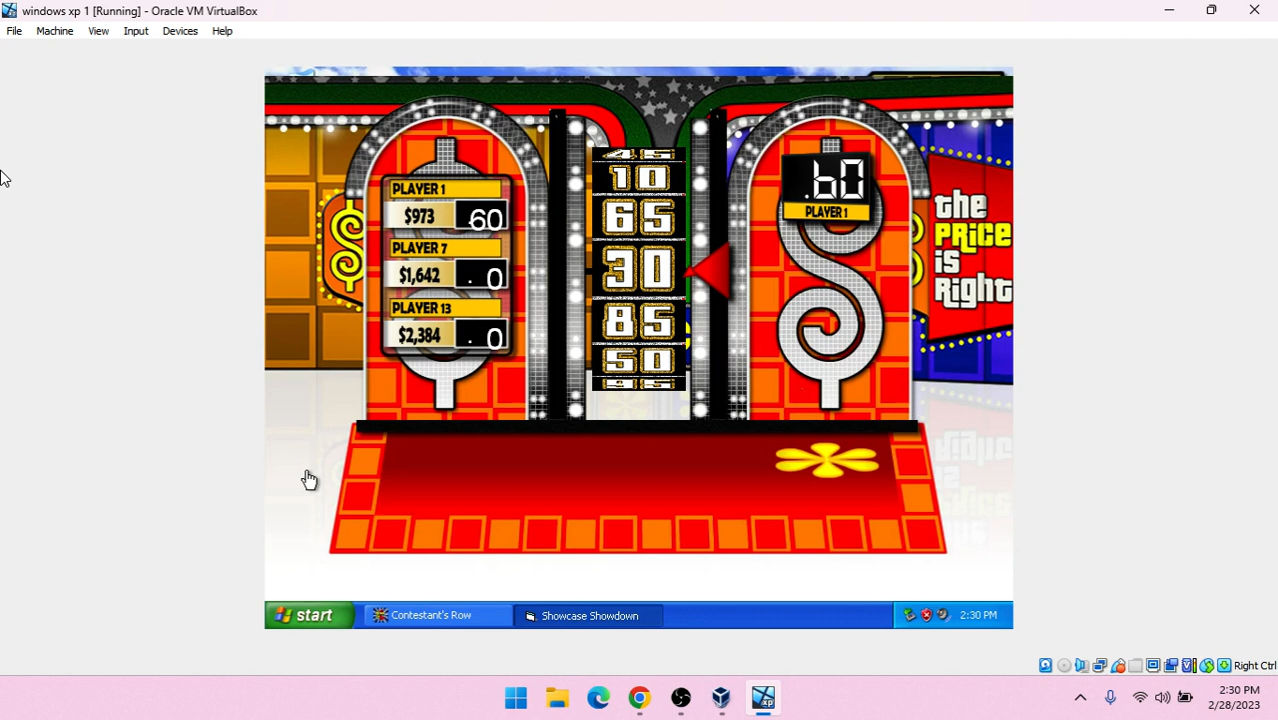 windows xp 1 [Running] - Oracle VM VirtualBox
File Machine View Input Devices Help
PLAYER 1
$973 .60
PLAYER 7
$1,642 . 0
PLAYER 13
$2,384 . 0
45
10
65
30
85
50
.60
PLAYER 1
the
PRiCE
is
Right
start Contestant's Row Showcase Showdown 2:30 PM
Right Ctrl
2:30 PM
2/28/2023